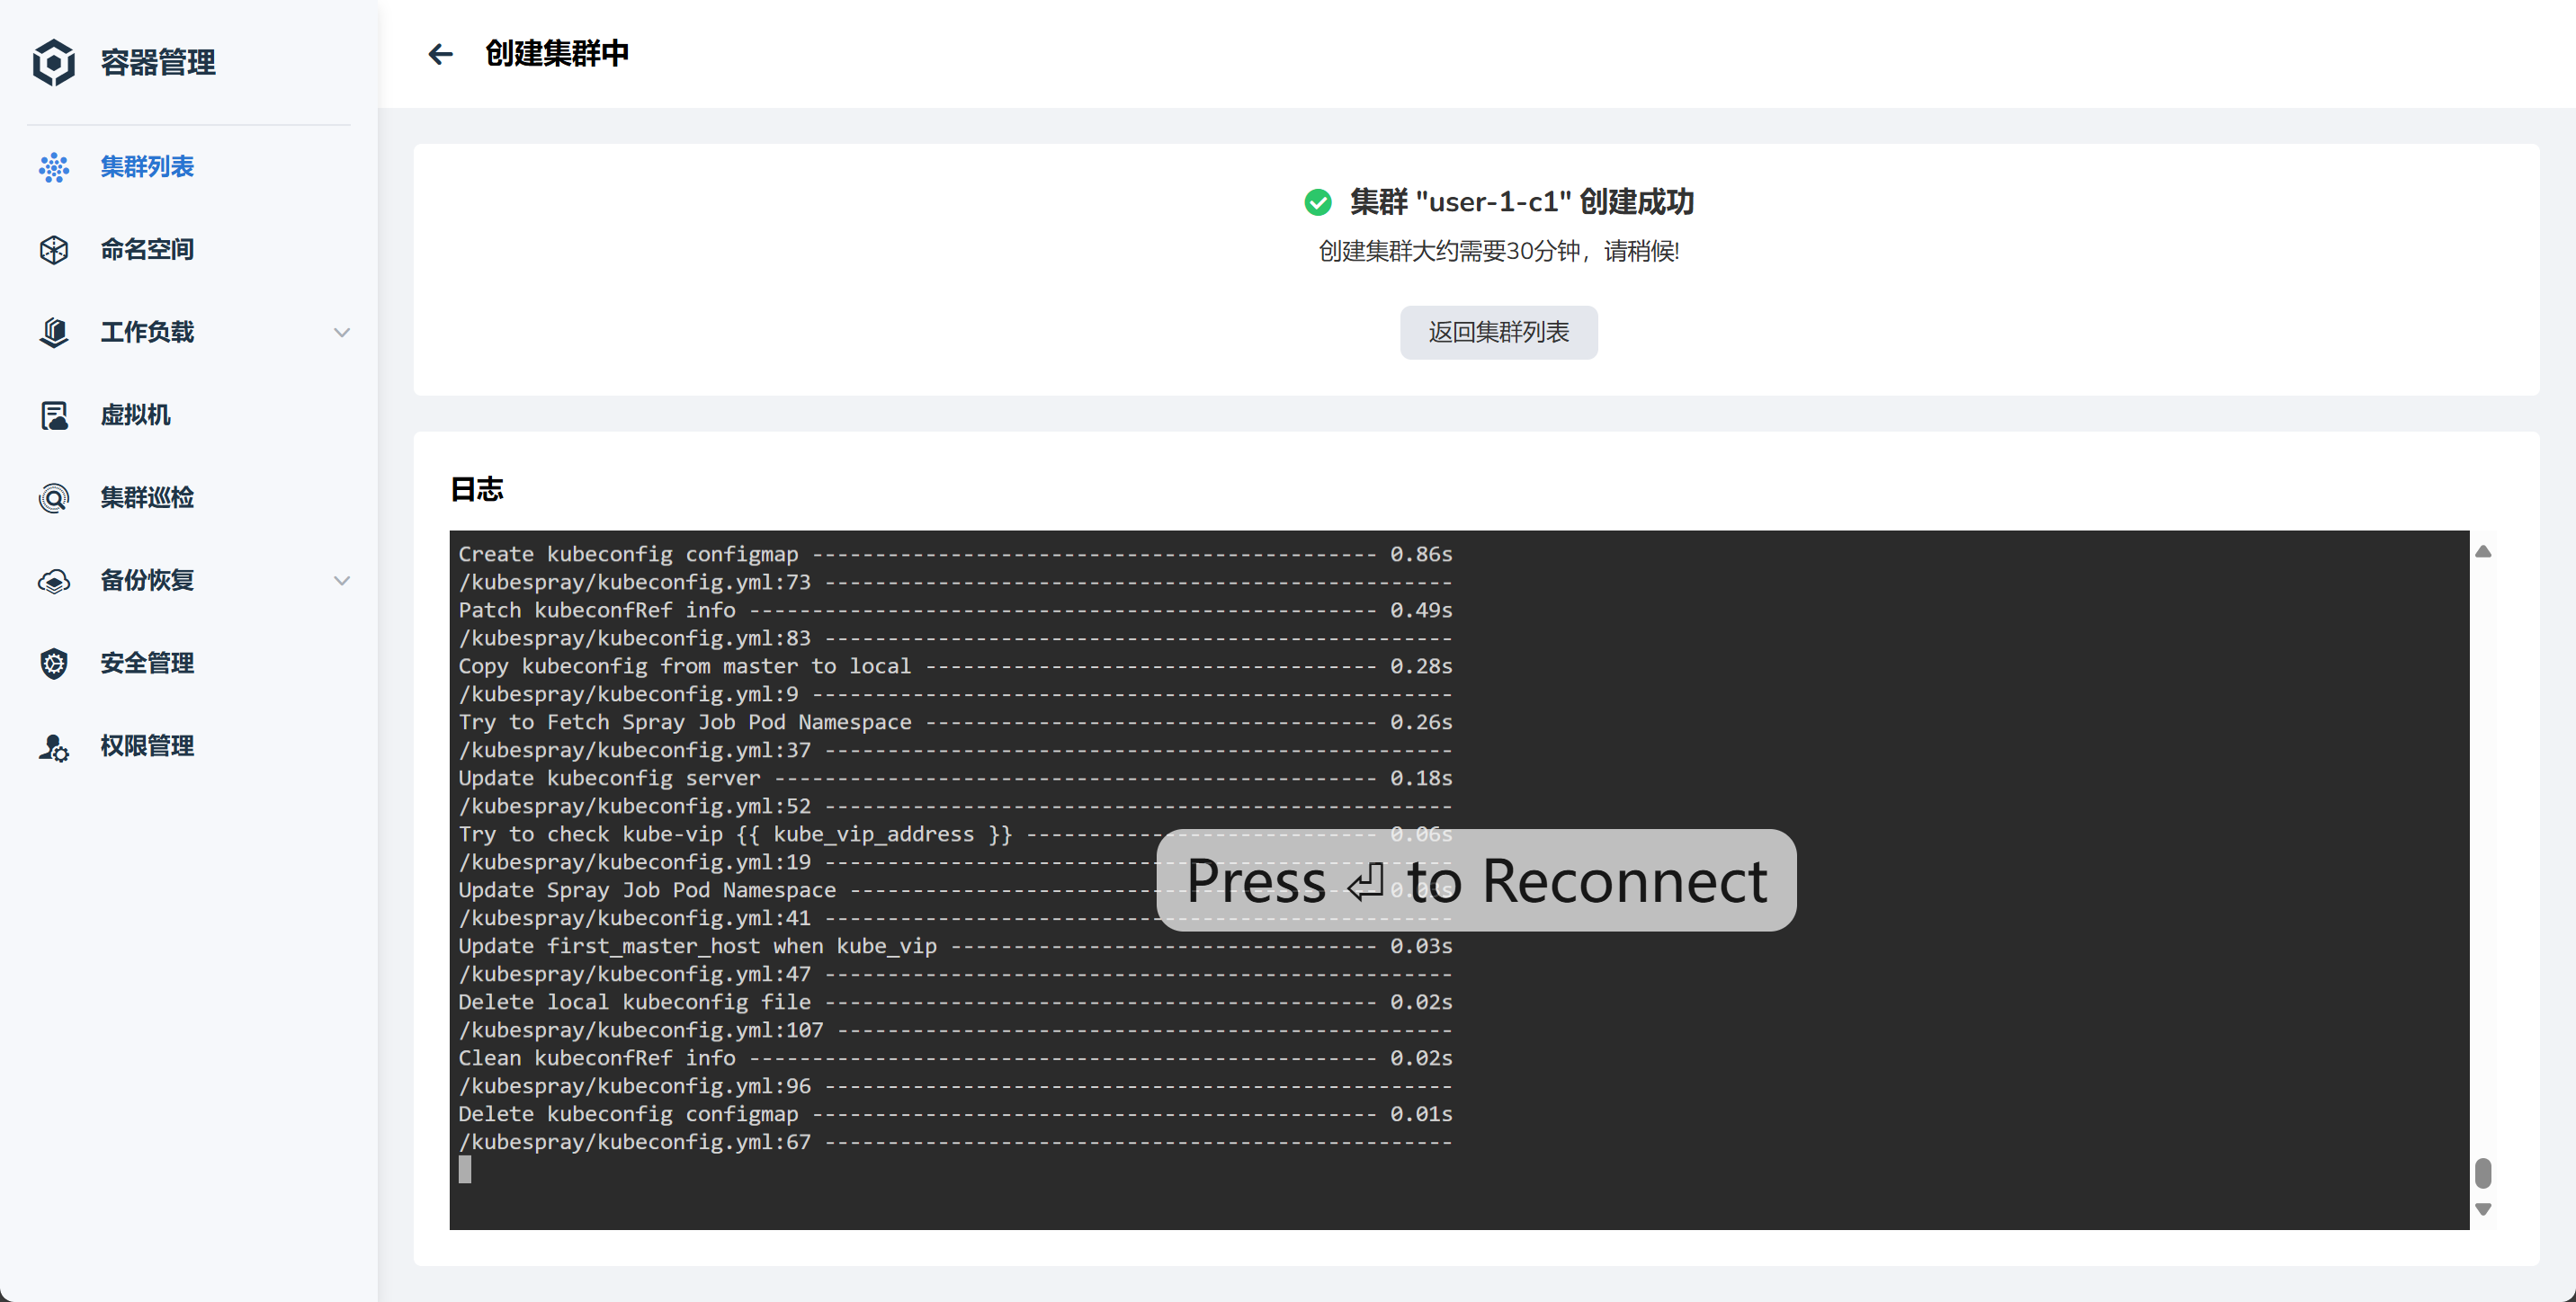 容器管理
集群列表
命名空间
工作负载
虚拟机
集群巡检
备份恢复
安全管理
权限管理
创建集群中
集群 "user-1-c1" 创建成功
创建集群大约需要30分钟，请稍候!
返回集群列表
日志
Create kubeconfig configmap --------------------------------------------- 0.86s
/kubespray/kubeconfig.yml:73 --------------------------------------------------
Patch kubeconfRef info -------------------------------------------------- 0.49s
/kubespray/kubeconfig.yml:83 --------------------------------------------------
Copy kubeconfig from master to local ------------------------------------ 0.28s
/kubespray/kubeconfig.yml:9 ---------------------------------------------------
Try to Fetch Spray Job Pod Namespace ------------------------------------ 0.26s
/kubespray/kubeconfig.yml:37 --------------------------------------------------
Update kubeconfig server ------------------------------------------------ 0.18s
/kubespray/kubeconfig.yml:52 --------------------------------------------------
Try to check kube-vip {{ kube_vip_address }} ---------------------------- 0.06s
/kubespray/kubeconfig.yml:19 --------------------------------------------------
Update Spray Job Pod Namespace ------------------------------------------ 0.03s
/kubespray/kubeconfig.yml:41 --------------------------------------------------
Update first_master_host when kube_vip ---------------------------------- 0.03s
/kubespray/kubeconfig.yml:47 --------------------------------------------------
Delete local kubeconfig file -------------------------------------------- 0.02s
/kubespray/kubeconfig.yml:107 -------------------------------------------------
Clean kubeconfRef info -------------------------------------------------- 0.02s
/kubespray/kubeconfig.yml:96 --------------------------------------------------
Delete kubeconfig configmap --------------------------------------------- 0.01s
/kubespray/kubeconfig.yml:67 --------------------------------------------------
Press ⏎ to Reconnect